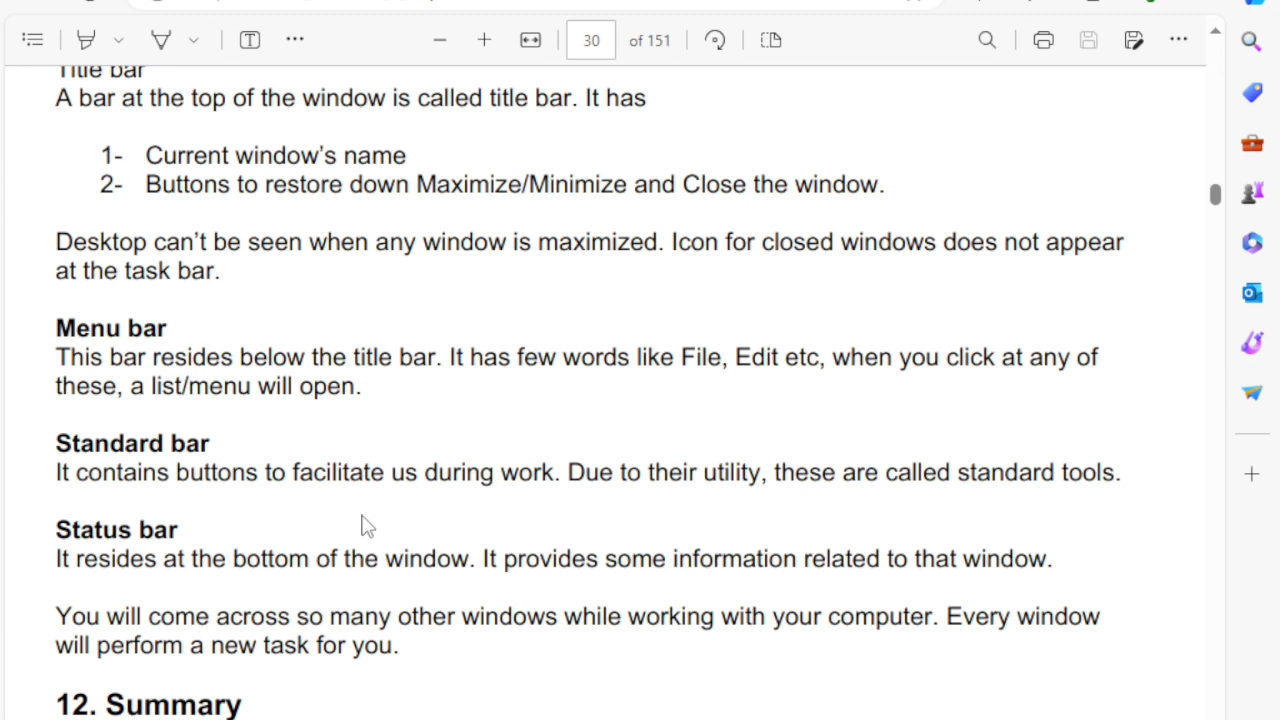 30 of 151
Title bar
A bar at the top of the window is called title bar. It has
1- Current window's name
2- Buttons to restore down Maximize/Minimize and Close the window.
Desktop can't be seen when any window is maximized. Icon for closed windows does not appear
at the task bar.
Menu bar
This bar resides below the title bar. It has few words like File, Edit etc, when you click at any of
these, a list/menu will open.
Standard bar
It contains buttons to facilitate us during work. Due to their utility, these are called standard tools.
Status bar
It resides at the bottom of the window. It provides some information related to that window.
You will come across so many other windows while working with your computer. Every window
will perform a new task for you.
12. Summary